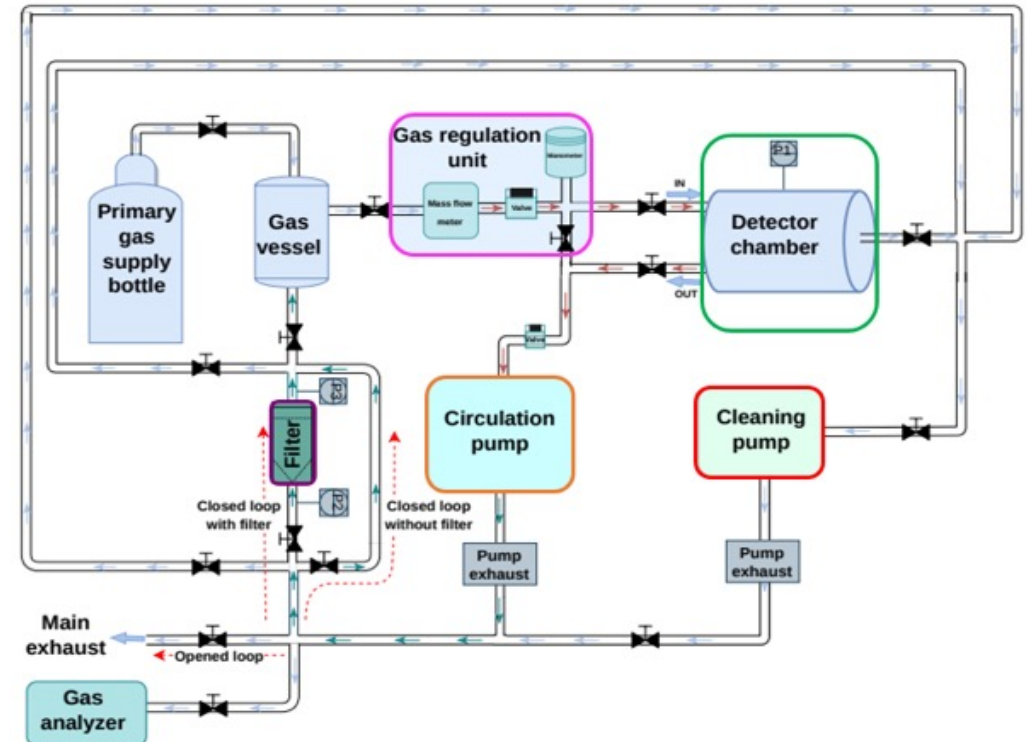 Gas regulation
unit
Manometer
Mass flow
meter
Valve
IN
OUT
P1
Detector
chamber
Primary
gas
supply
bottle
Gas
vessel
Valve
P3
Filter
P2
Circulation
pump
Cleaning
pump
Closed loop
with filter
Closed loop
without filter
Pump
exhaust
Pump
exhaust
Main
exhaust
Opened loop
Gas
analyzer